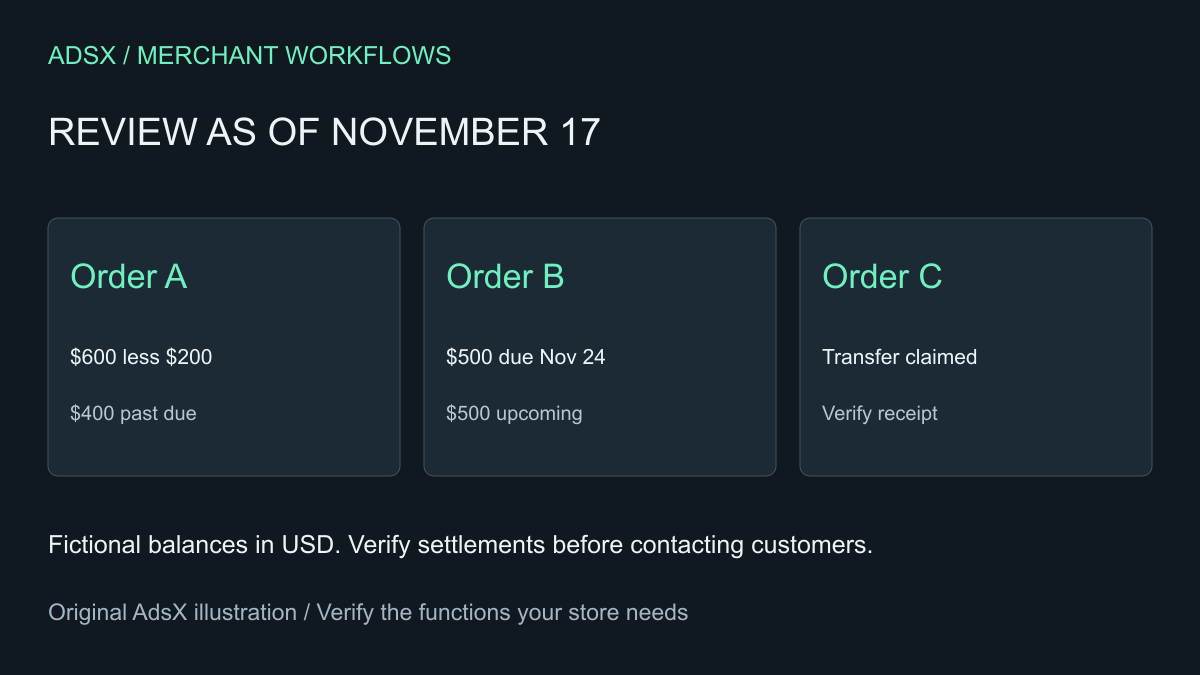 ADSX / MERCHANT WORKFLOWS
REVIEW AS OF NOVEMBER 17
Order A
$600 less $200
$400 past due
Order B
$500 due Nov 24
$500 upcoming
Order C
Transfer claimed
Verify receipt
Fictional balances in USD. Verify settlements before contacting customers.
Original AdsX illustration / Verify the functions your store needs